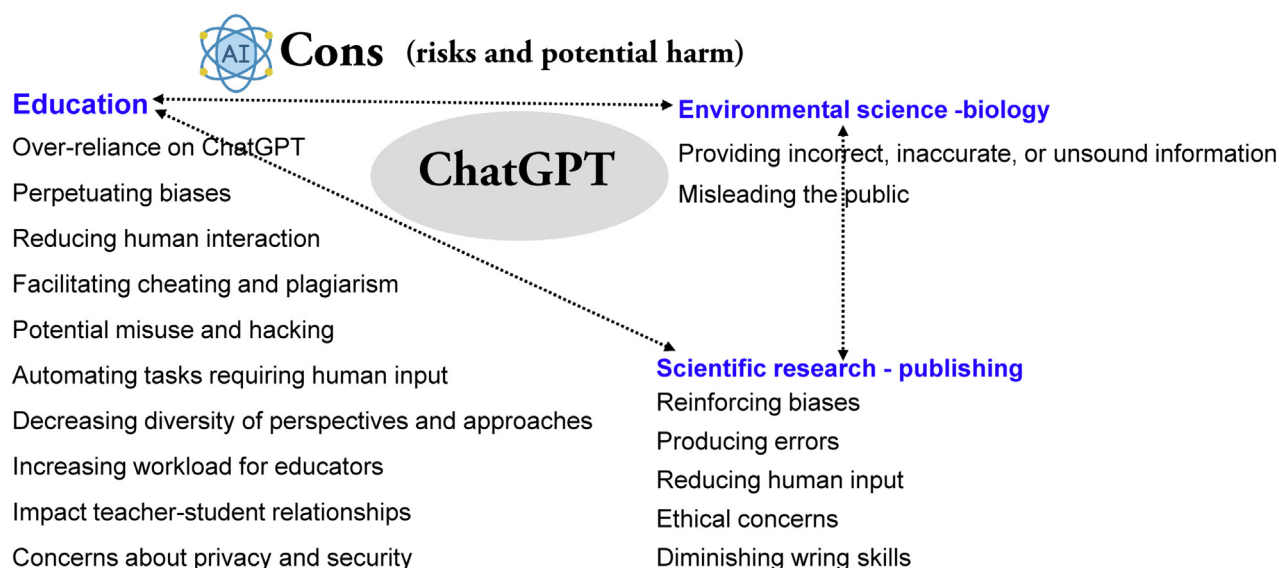 AI Cons (risks and potential harm)
Education
Over-reliance on ChatGPT
Perpetuating biases
Reducing human interaction
Facilitating cheating and plagiarism
Potential misuse and hacking
Automating tasks requiring human input
Decreasing diversity of perspectives and approaches
Increasing workload for educators
Impact teacher-student relationships
Concerns about privacy and security
ChatGPT
Environmental science -biology
Providing incorrect, inaccurate, or unsound information
Misleading the public
Scientific research - publishing
Reinforcing biases
Producing errors
Reducing human input
Ethical concerns
Diminishing wring skills